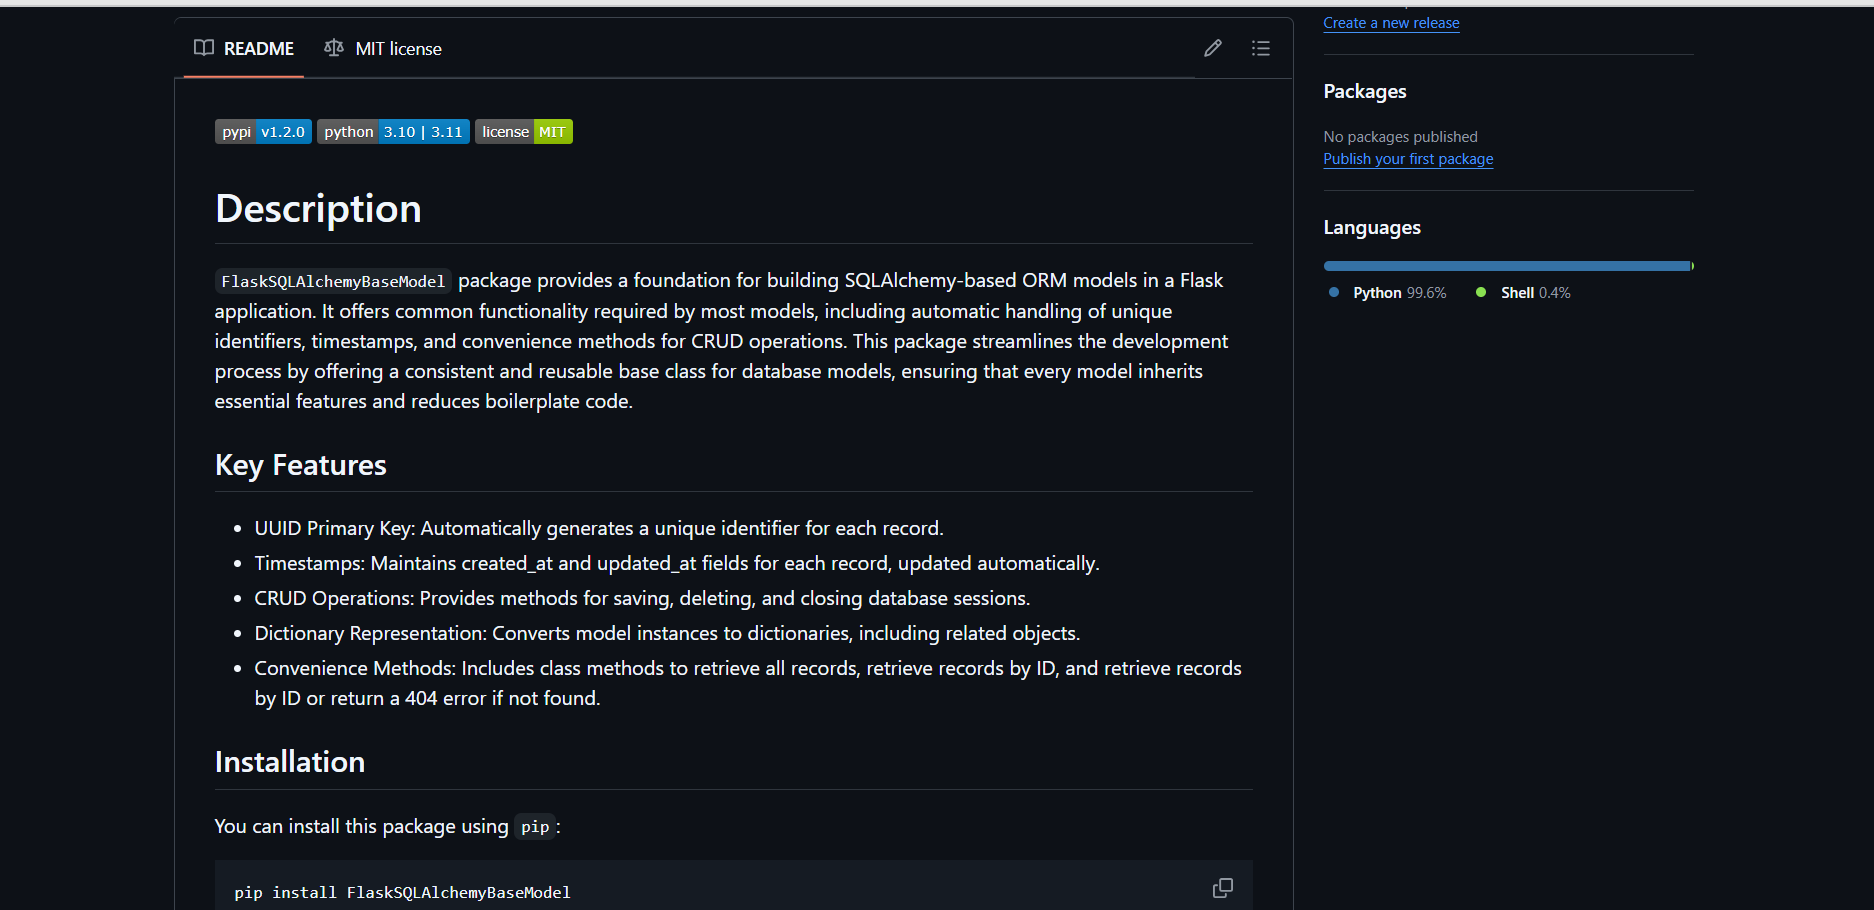 Create a new release
README MIT license
pypi v1.2.0 python 3.10 | 3.11 license MIT
Description
FlaskSQLAlchemyBaseModel package provides a foundation for building SQLAlchemy-based ORM models in a Flask
application. It offers common functionality required by most models, including automatic handling of unique
identifiers, timestamps, and convenience methods for CRUD operations. This package streamlines the development
process by offering a consistent and reusable base class for database models, ensuring that every model inherits
essential features and reduces boilerplate code.
Key Features
UUID Primary Key: Automatically generates a unique identifier for each record.
Timestamps: Maintains created_at and updated_at fields for each record, updated automatically.
CRUD Operations: Provides methods for saving, deleting, and closing database sessions.
Dictionary Representation: Converts model instances to dictionaries, including related objects.
Convenience Methods: Includes class methods to retrieve all records, retrieve records by ID, and retrieve records
by ID or return a 404 error if not found.
Installation
You can install this package using pip:
pip install FlaskSQLAlchemyBaseModel
Packages
No packages published
Publish your first package
Languages
Python 99.6% Shell 0.4%